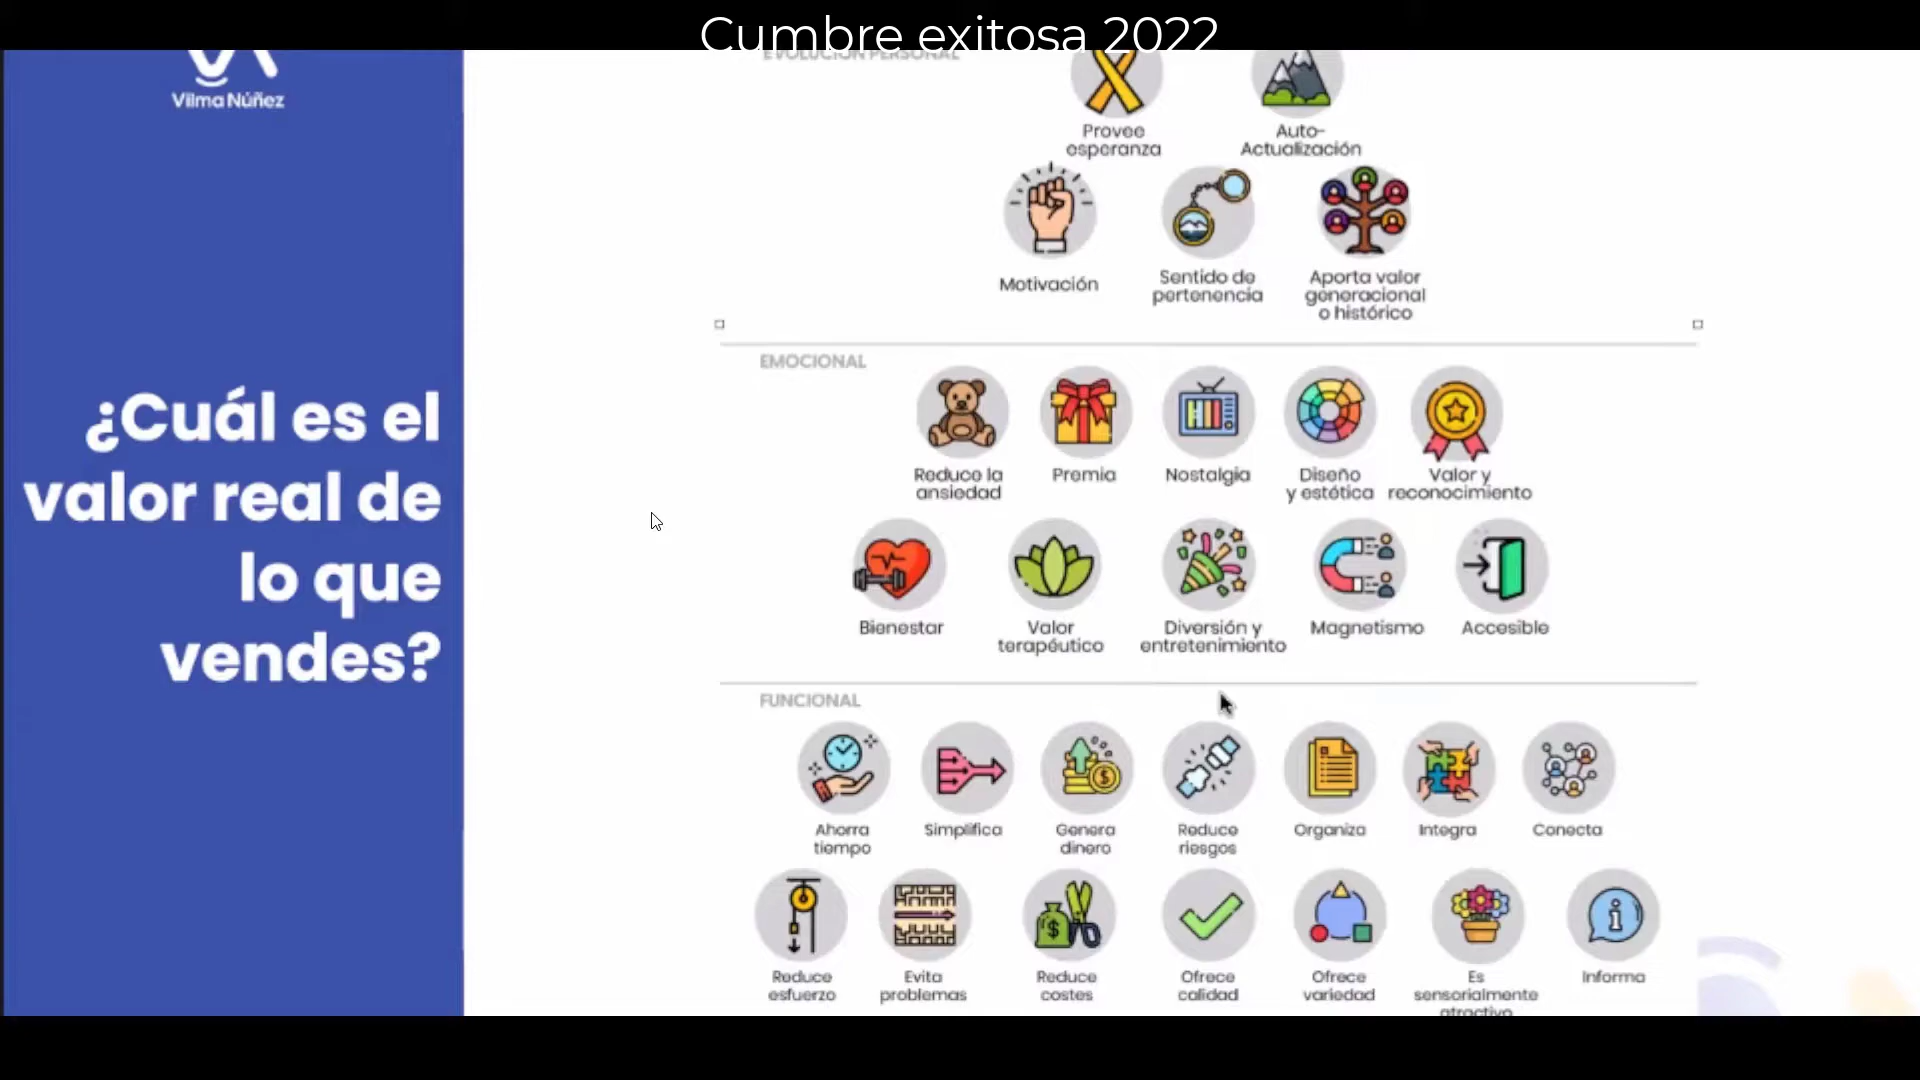 Cumbre exitosa 2022
Vilma Núñez
¿Cuál es el
valor real de
lo que
vendes?
EVOLUCIÓN PERSONAL
Provee
esperanza
Auto-
Actualización
Motivación
Sentido de
pertenencia
Aporta valor
generacional
o histórico
EMOCIONAL
Reduce la
ansiedad
Premia
Nostalgia
Diseño
y estética
Valor y
reconocimiento
Bienestar
Valor
terapéutico
Diversión y
entretenimiento
Magnetismo
Accesible
FUNCIONAL
Ahorra
tiempo
Simplifica
Genera
dinero
Reduce
riesgos
Organiza
Integra
Conecta
Reduce
esfuerzo
Evita
problemas
Reduce
costes
Ofrece
calidad
Ofrece
variedad
Es
sensorialmente
atractivo
Informa